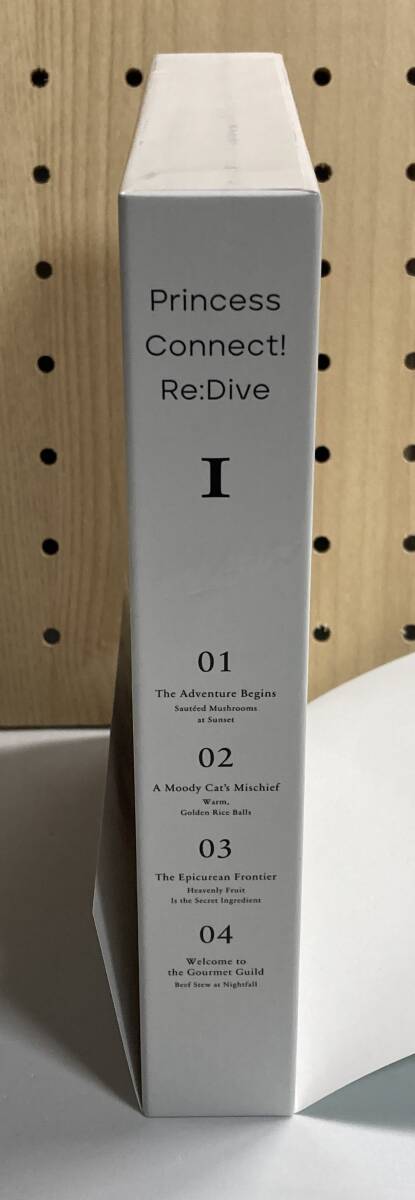 Princess
Connect!
Re:Dive
I
01
The Adventure Begins
Sautéed Mushrooms
at Sunset
02
A Moody Cat's Mischief
Warm,
Golden Rice Balls
03
The Epicurean Frontier
Heavenly Fruit
Is the Secret Ingredient
04
Welcome to
the Gourmet Guild
Beef Stew at Nightfall